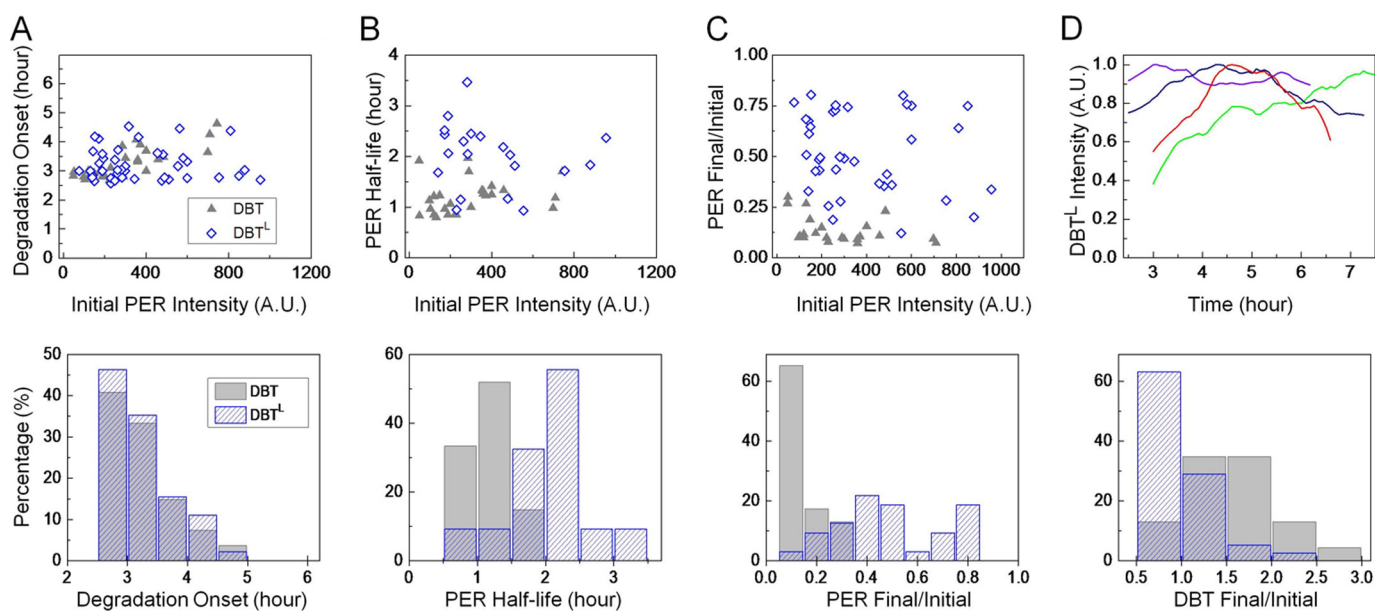 A
B
C
D
Degradation Onset (hour)
7
6
5
4
3
2
1
0
DBT
DBT^L
0 400 800 1200
Initial PER Intensity (A.U.)
PER Half-life (hour)
4
3
2
1
0
0 400 800 1200
Initial PER Intensity (A.U.)
PER Final/Initial
1.00
0.75
0.50
0.25
0.00
0 200 400 600 800 1000
Initial PER Intensity (A.U.)
DBT^L Intensity (A.U.)
1.0
0.8
0.6
0.4
0.2
0.0
3 4 5 6 7
Time (hour)
Percentage (%)
50
40
30
20
10
0
DBT
DBT^L
2 3 4 5 6
Degradation Onset (hour)
60
40
20
0
1 2 3
PER Half-life (hour)
60
40
20
0
0.0 0.2 0.4 0.6 0.8 1.0
PER Final/Initial
60
40
20
0
0.5 1.0 1.5 2.0 2.5 3.0
DBT Final/Initial